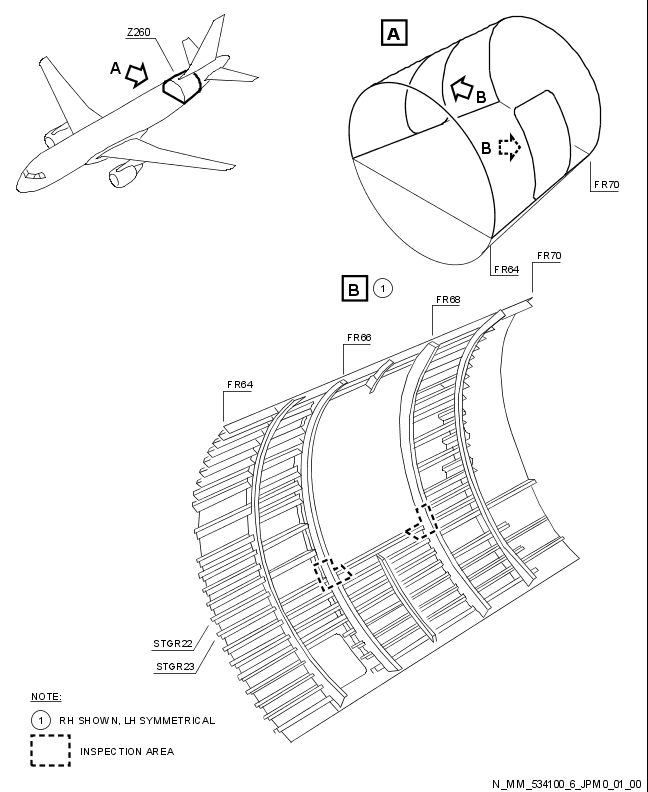 Z260
A
A
B
B
FR70
FR64
B 1
FR70
FR68
FR66
FR64
STGR22
STGR23
NOTE:
1 RH SHOWN, LH SYMMETRICAL
INSPECTION AREA
N_MM_534100_6_JPM0_01_00